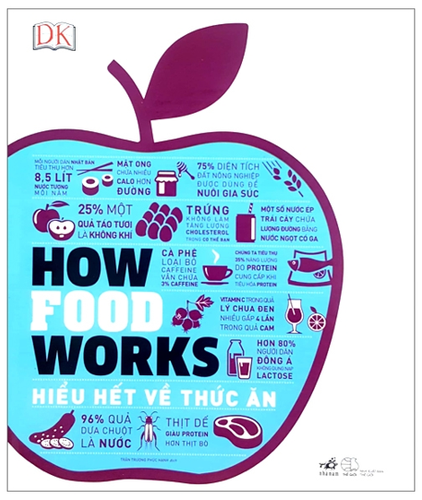 DK
MỖI NGƯỜI DÂN NHẬT BẢN
TIÊU THỤ HƠN
8,5 LÍT
NƯỚC TƯƠNG
MỖI NĂM
MẬT ONG
CHỨA NHIỀU
CALO HƠN
ĐƯỜNG
75% DIỆN TÍCH
ĐẤT NÔNG NGHIỆP
ĐƯỢC DÙNG ĐỂ
NUÔI GIA SÚC
25% MỘT
QUẢ TÁO TƯƠI
LÀ KHÔNG KHÍ
TRỨNG
KHÔNG LÀM
TĂNG LƯỢNG
CHOLESTEROL
TRONG CƠ THỂ BẠN
MỘT SỐ NƯỚC ÉP
TRÁI CÂY CHỨA
LƯỢNG ĐƯỜNG BẰNG
NƯỚC NGỌT CÓ GA
CÀ PHÊ
LOẠI BỎ
CAFFEINE
VẪN CHỨA
3% CAFFEINE
CHÚNG TA TIÊU THỤ
20% NĂNG LƯỢNG
DO PROTEIN
CUNG CẤP KHI
TIÊU HÓA PROTEIN
HOW
FOOD
WORKS
VITAMIN C TRONG QUẢ
LÝ CHUA ĐEN
NHIỀU GẤP 4 LẦN
TRONG QUẢ CAM
HƠN 80%
NGƯỜI DÂN
ĐÔNG Á
KHÔNG DUNG NẠP
LACTOSE
HIỂU HẾT VỀ THỨC ĂN
96% QUẢ
DƯA CHUỘT
LÀ NƯỚC
THỊT DẾ
GIÀU PROTEIN
HƠN THỊT BÒ